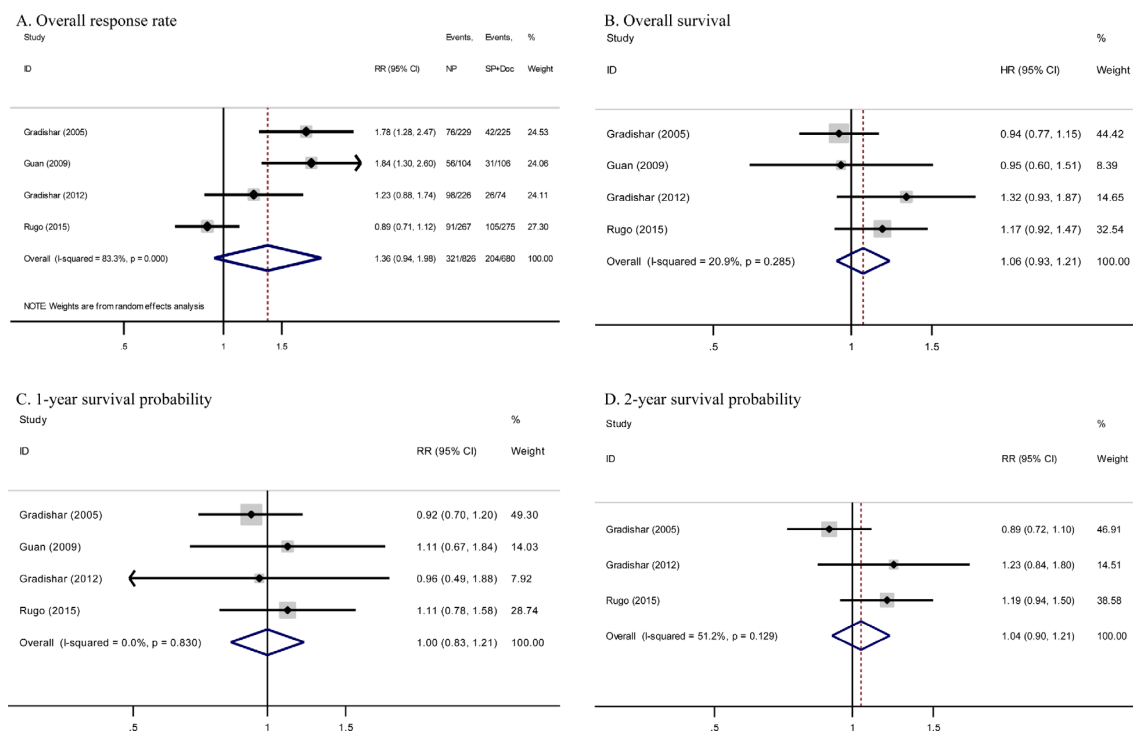 A. Overall response rate
Study Events, Events, %
ID RR (95% CI) NP SP+Doc Weight
Gradishar (2005) 1.78 (1.28, 2.47) 76/229 42/225 24.53
Guan (2009) 1.84 (1.30, 2.60) 56/104 31/106 24.06
Gradishar (2012) 1.23 (0.88, 1.74) 98/226 26/74 24.11
Rugo (2015) 0.89 (0.71, 1.12) 91/267 105/275 27.30
Overall (I-squared = 83.3%, p = 0.000) 1.36 (0.94, 1.98) 321/826 204/680 100.00
NOTE: Weights are from random effects analysis
.5 1 1.5
B. Overall survival
Study %
ID HR (95% CI) Weight
Gradishar (2005) 0.94 (0.77, 1.15) 44.42
Guan (2009) 0.95 (0.60, 1.51) 8.39
Gradishar (2012) 1.32 (0.93, 1.87) 14.65
Rugo (2015) 1.17 (0.92, 1.47) 32.54
Overall (I-squared = 20.9%, p = 0.285) 1.06 (0.93, 1.21) 100.00
.5 1 1.5
C. 1-year survival probability
Study %
ID RR (95% CI) Weight
Gradishar (2005) 0.92 (0.70, 1.20) 49.30
Guan (2009) 1.11 (0.67, 1.84) 14.03
Gradishar (2012) 0.96 (0.49, 1.88) 7.92
Rugo (2015) 1.11 (0.78, 1.58) 28.74
Overall (I-squared = 0.0%, p = 0.830) 1.00 (0.83, 1.21) 100.00
.5 1 1.5
D. 2-year survival probability
Study %
ID RR (95% CI) Weight
Gradishar (2005) 0.89 (0.72, 1.10) 46.91
Gradishar (2012) 1.23 (0.84, 1.80) 14.51
Rugo (2015) 1.19 (0.94, 1.50) 38.58
Overall (I-squared = 51.2%, p = 0.129) 1.04 (0.90, 1.21) 100.00
.5 1 1.5